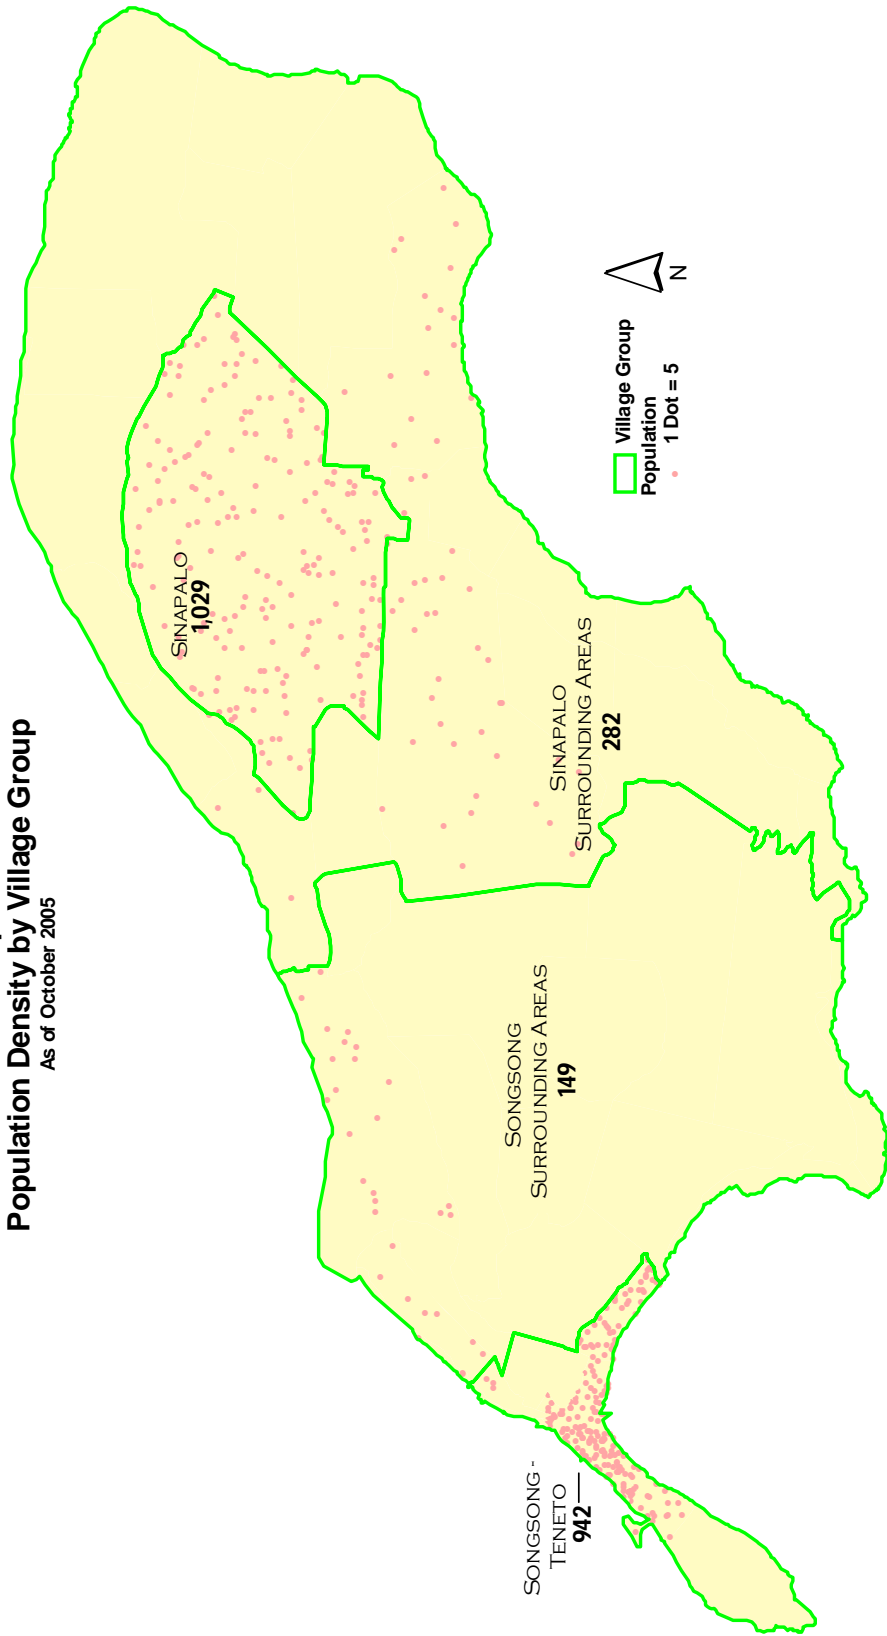 Population Density by Village Group
As of October 2005
SINAPALO
1,029
SINAPALO
SURROUNDING AREAS
282
SONGSONG
SURROUNDING AREAS
149
SONGSONG -
TENETO
942
Village Group
Population
1 Dot = 5
N